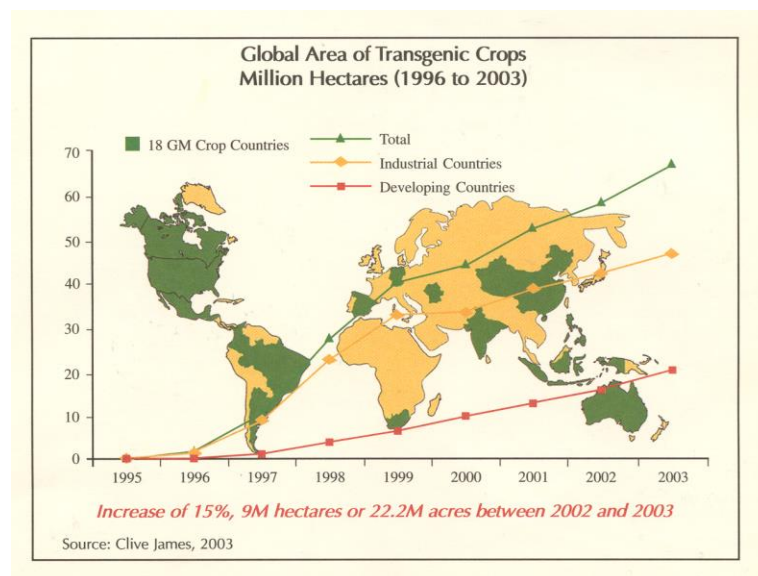 Global Area of Transgenic Crops
Million Hectares (1996 to 2003)
18 GM Crop Countries
Total
Industrial Countries
Developing Countries
70
60
50
40
30
20
10
0
1995 1996 1997 1998 1999 2000 2001 2002 2003
Increase of 15%, 9M hectares or 22.2M acres between 2002 and 2003
Source: Clive James, 2003